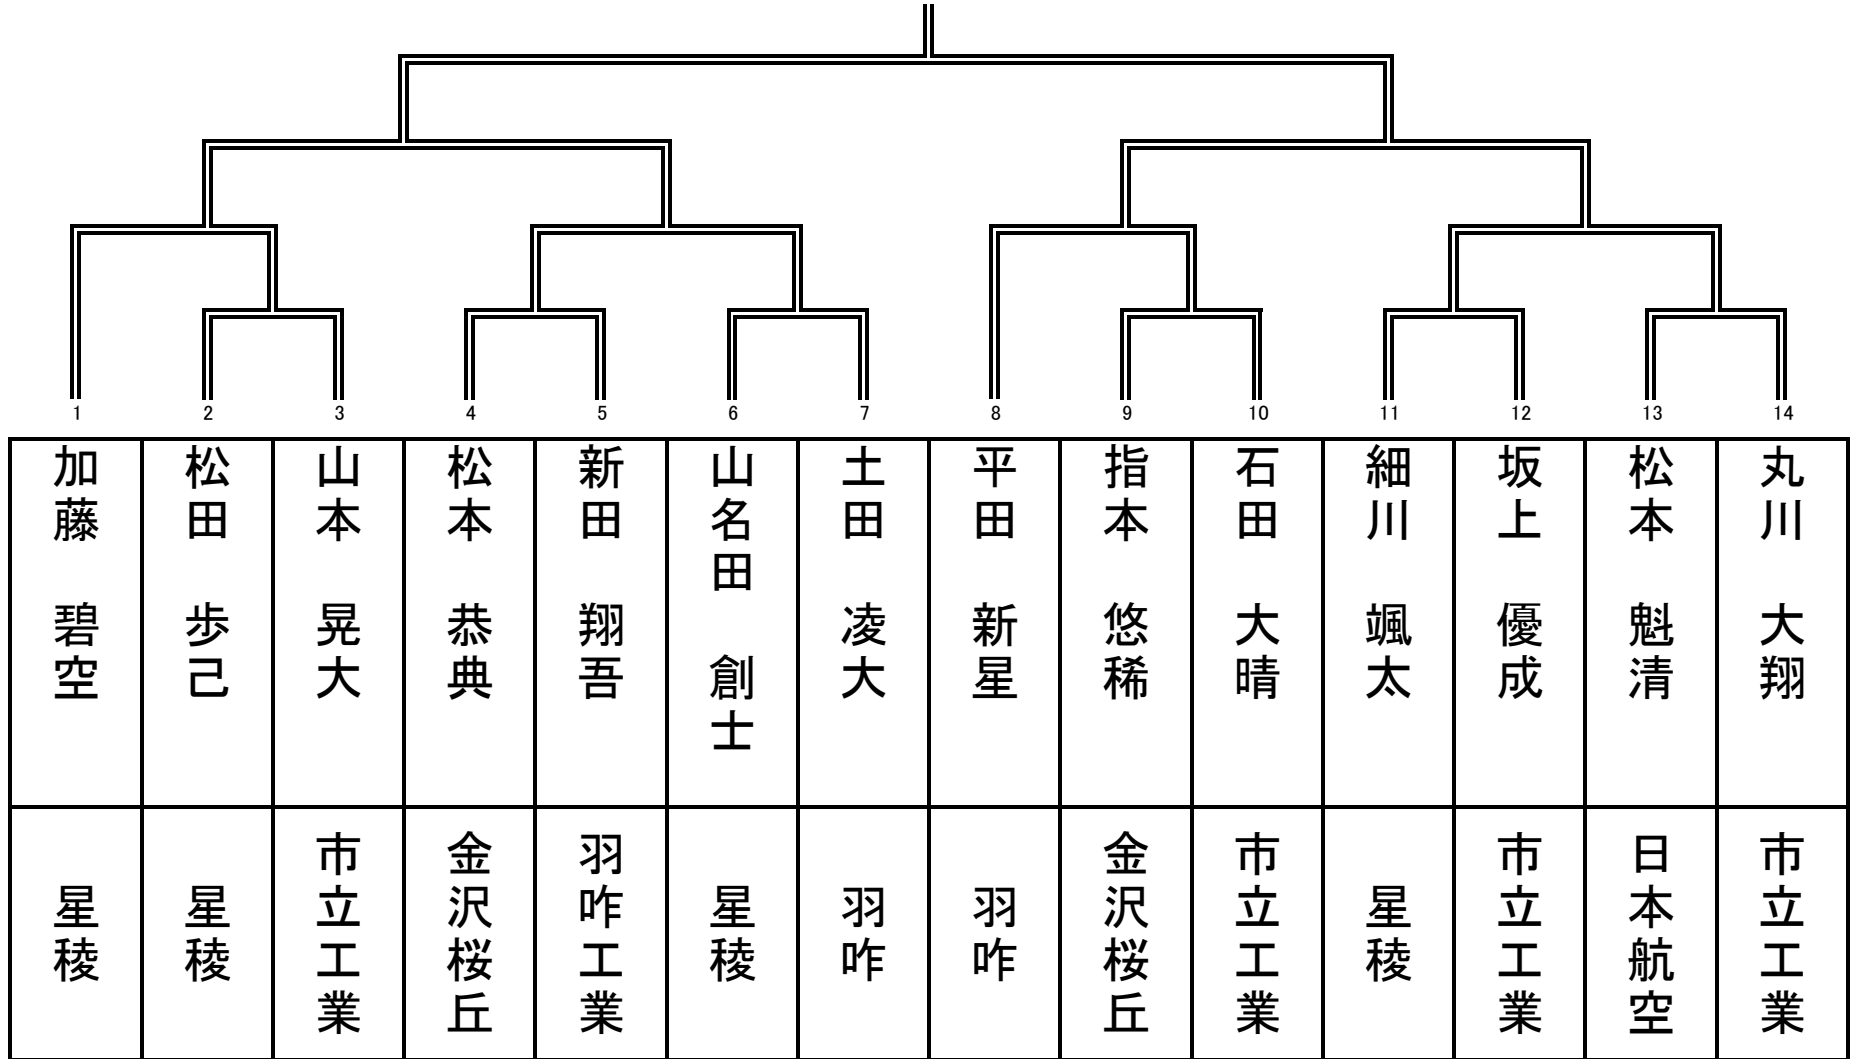 1 2 3 4 5 6 7 8 9 10 11 12 13 14
加藤 碧空
松田 歩己
山本 晃大
松本 恭典
新田 翔吾
山名田 創士
土田 凌大
平田 新星
指本 悠稀
石田 大晴
細川 颯太
坂上 優成
松本 魁清
丸川 大翔
星稜
星稜
市立工業
金沢桜丘
羽咋工業
星稜
羽咋
羽咋
金沢桜丘
市立工業
星稜
市立工業
日本航空
市立工業